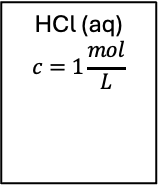 HCl (aq)
c = 1 mol/L